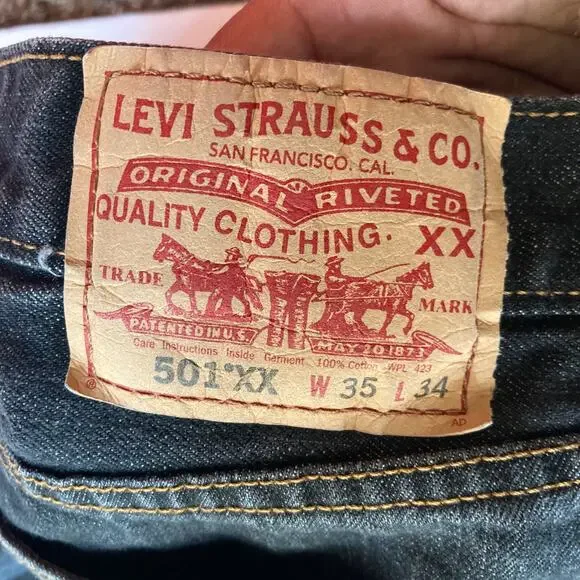 LEVI STRAUSS & CO.
SAN FRANCISCO. CAL.
ORIGINAL RIVETED
QUALITY CLOTHING. XX
TRADE MARK
PATENTED IN U.S. MAY 20 1873
Care Instructions Inside Garment 100% Cotton WPL 423
501*XX W 35 L 34
® AD